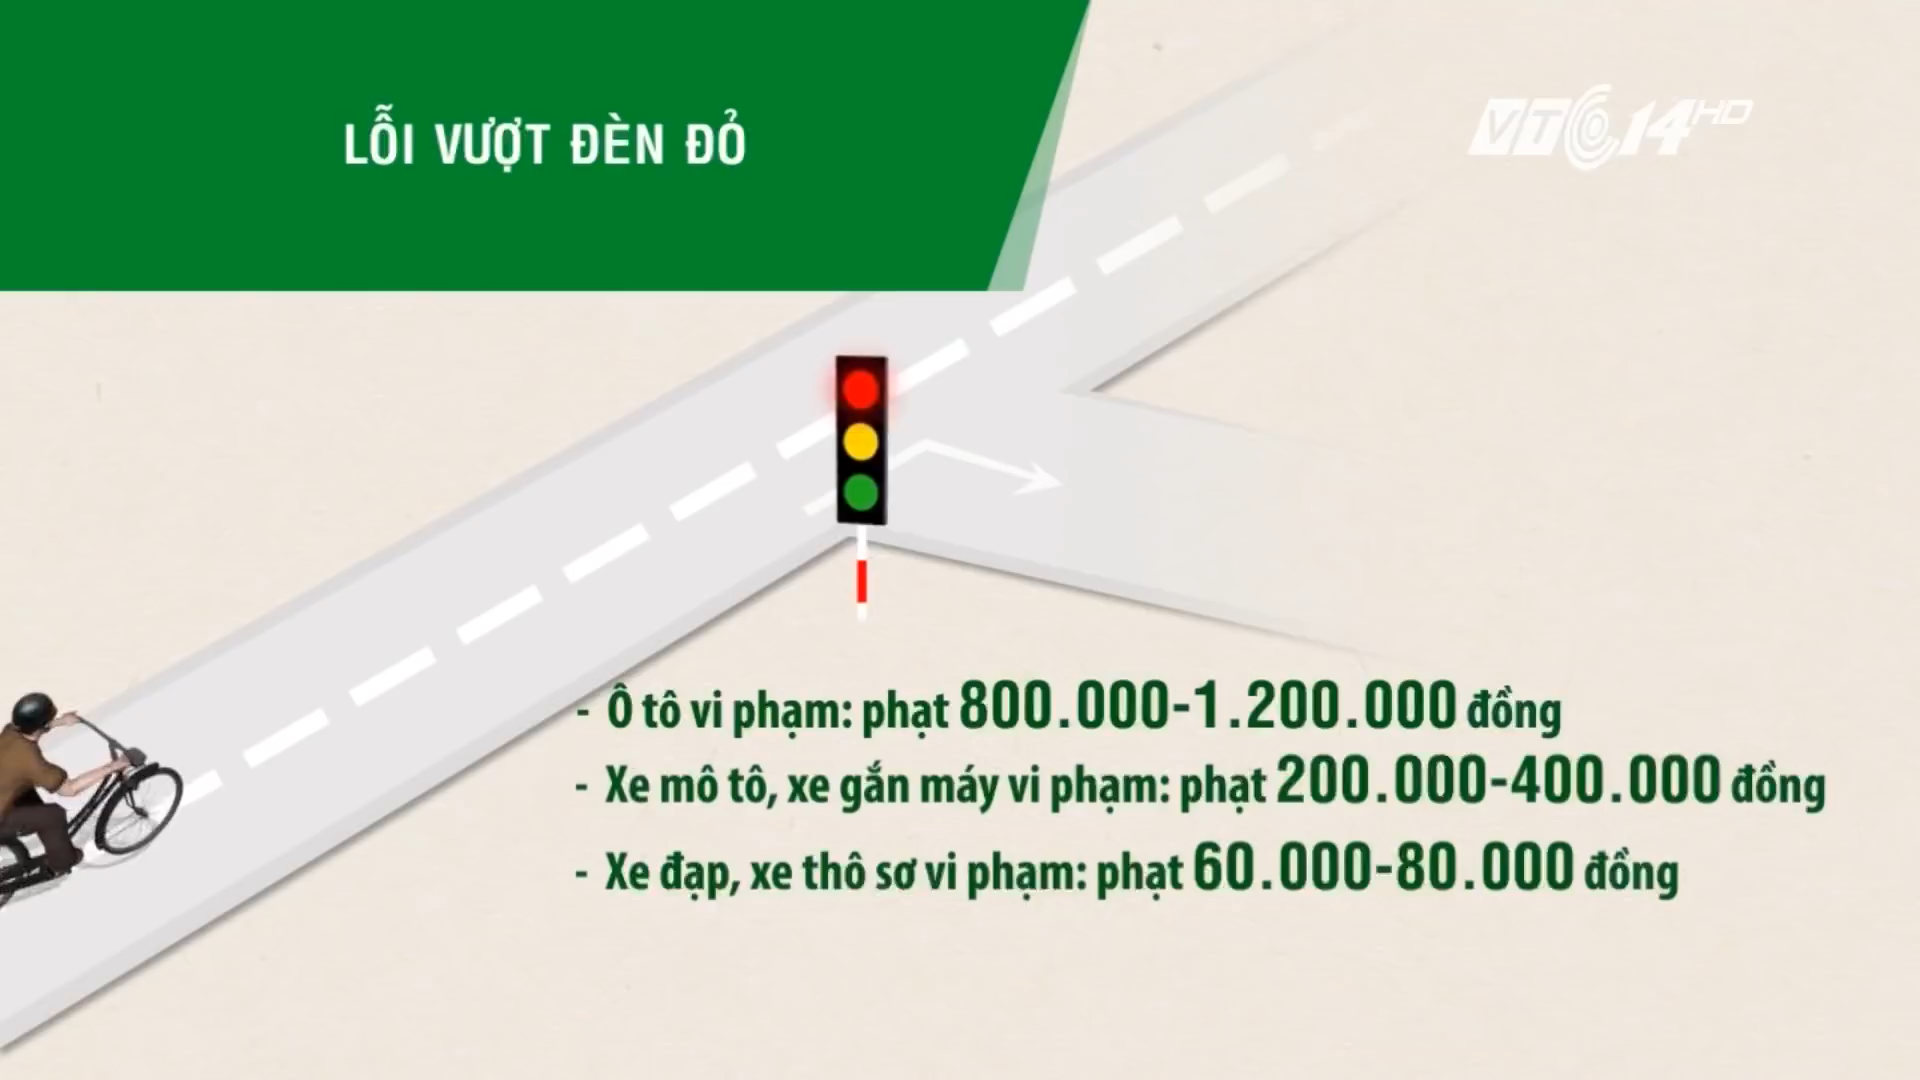 LỖI VƯỢT ĐÈN ĐỎ
VTC14HD
- Ô tô vi phạm: phạt 800.000-1.200.000 đồng
- Xe mô tô, xe gắn máy vi phạm: phạt 200.000-400.000 đồng
- Xe đạp, xe thô sơ vi phạm: phạt 60.000-80.000 đồng